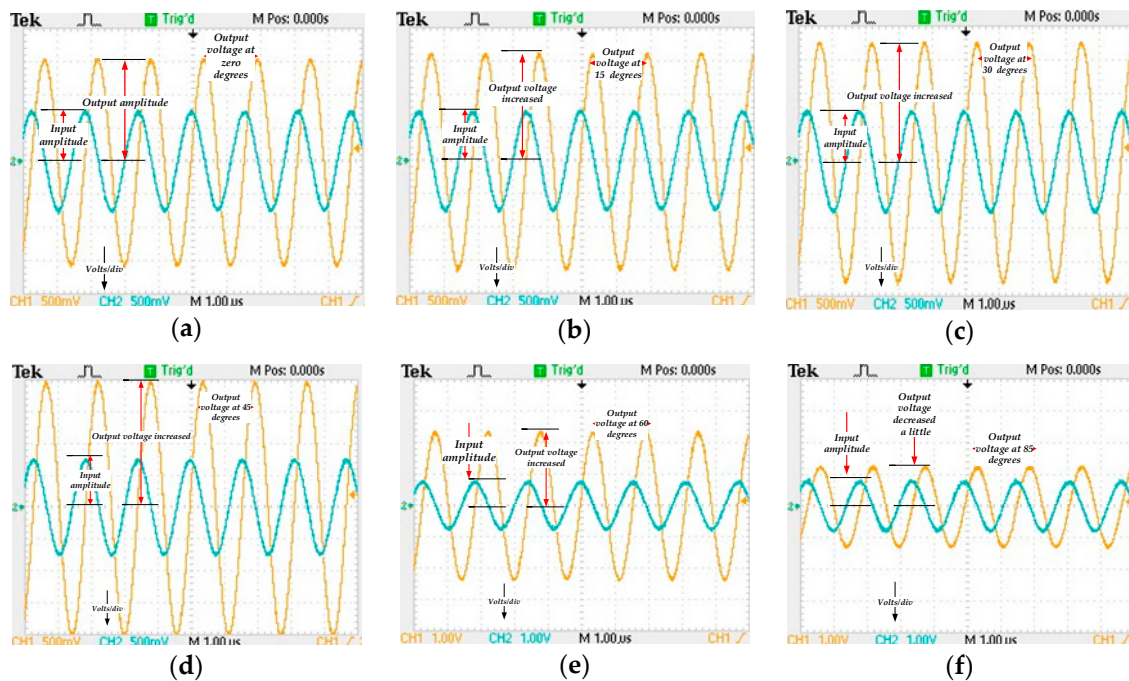 Tek Trig'd M Pos: 0.000s
Output
voltage at
zero
degrees
Output amplitude
Input
amplitude
2
Volts/div
CH1 500mV CH2 500mV M 1.00 µs CH1
(a)
Tek Trig'd M Pos: 0.000s
Output
voltage at
15 degrees
Output voltage
increased
Input
amplitude
2
Volts/div
CH1 500mV CH2 500mV M 1.00 µs CH1
(b)
Tek Trig'd M Pos: 0.000s
Output
voltage at
30 degrees
Output voltage increased
Input
amplitude
2
Volts/div
CH1 500mV CH2 500mV M 1.00 µs CH1
(c)
Tek Trig'd M Pos: 0.000s
Output
voltage at 45
degrees
Output voltage increased
Input
amplitude
2
Volts/div
CH1 500mV CH2 500mV M 1.00 µs CH1
(d)
Tek Trig'd M Pos: 0.000s
Output
voltage at 60
degrees
Input
amplitude
Output voltage
increased
2
Volts/div
CH1 1.00V CH2 1.00V M 1.00 µs CH1
(e)
Tek Trig'd M Pos: 0.000s
Output
voltage
decreased
a little
Input
amplitude
Output
voltage at 85
degrees
2
Volts/div
CH1 1.00V CH2 1.00V M 1.00 µs CH1
(f)